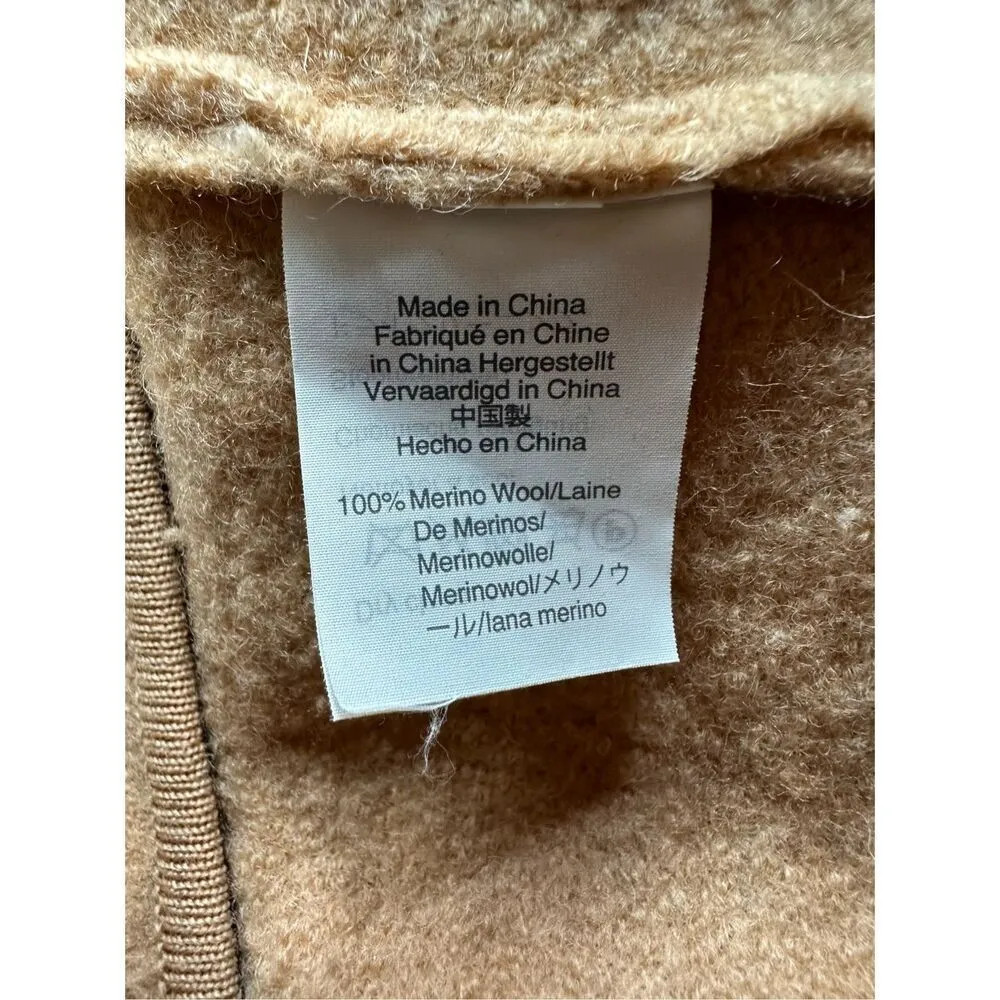 Made in China
Fabriqué en Chine
in China Hergestellt
Vervaardigd in China
中国製
Hecho en China
100% Merino Wool/Laine
De Merinos/
Merinowolle/
Merinowol/メリノウ
ール/lana merino